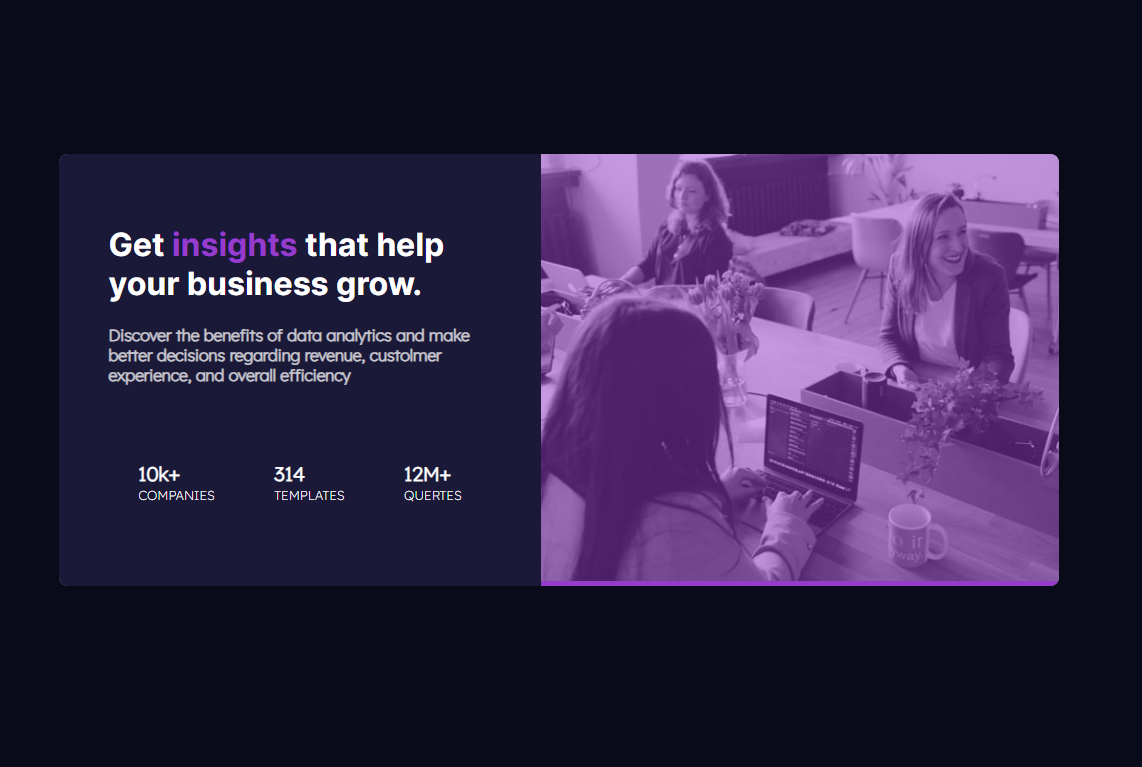 Get insights that help
your business grow.
Discover the benefits of data analytics and make
better decisions regarding revenue, custolmer
experience, and overall efficiency
10k+ 314 12M+
COMPANIES TEMPLATES QUERTES